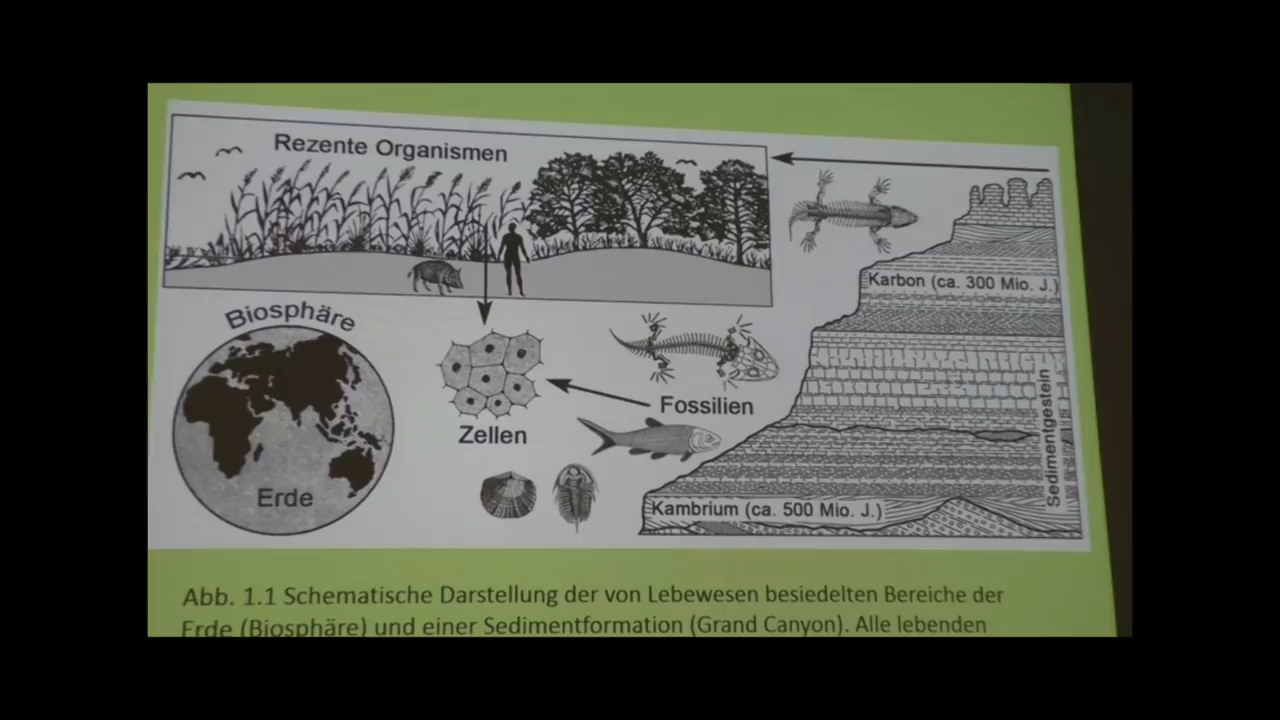 Rezente Organismen
Karbon (ca. 300 Mio. J.)
Biosphäre
Fossilien
Zellen
Sedimentgestein
Erde
Kambrium (ca. 500 Mio. J.)
Abb. 1.1 Schematische Darstellung der von Lebewesen besiedelten Bereiche der
Erde (Biosphäre) und einer Sedimentformation (Grand Canyon). Alle lebenden